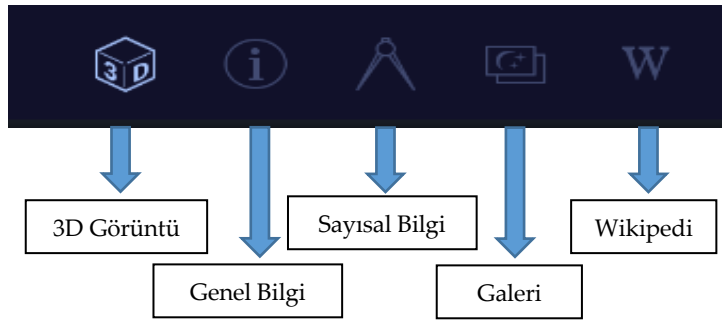 3D
i
W
3D Görüntü
Sayısal Bilgi
Wikipedi
Genel Bilgi
Galeri